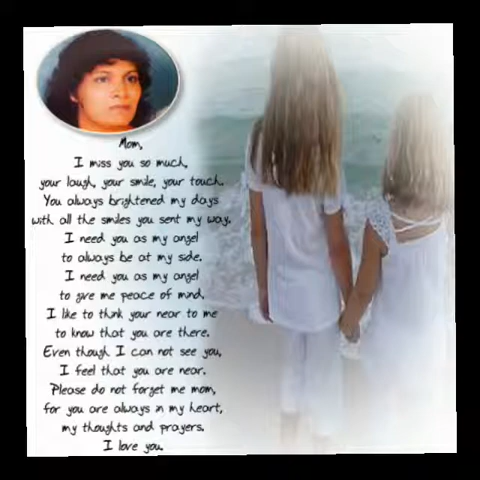 Mom,
I miss you so much,
your laugh, your smile, your touch.
You always brightened my days
with all the smiles you sent my way.
I need you as my angel
to always be at my side.
I need you as my angel
to give me peace of mind.
I like to think your near to me
to know that you are there.
Even though I can not see you,
I feel that you are near.
Please do not forget me mom,
for you are always in my heart,
my thoughts and prayers.
I love you.